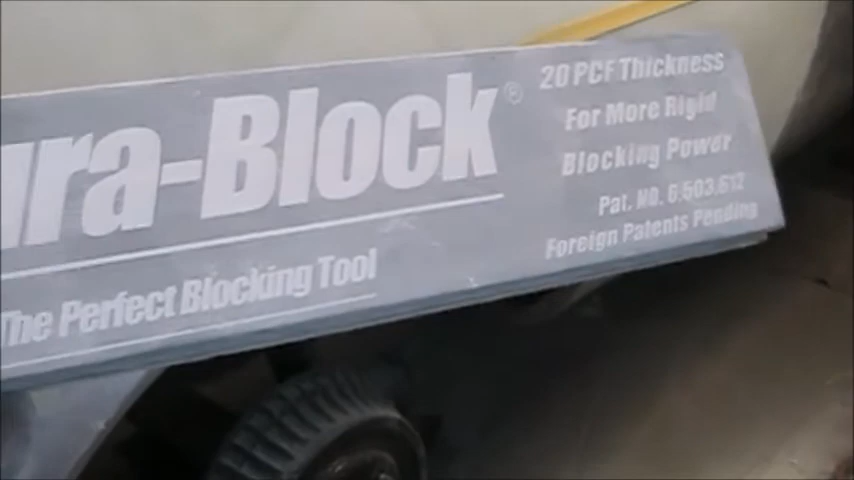 ura-Block®
The Perfect Blocking Tool
20 PCF Thickness
For More Rigid
Blocking Power
Pat. NO. 6,503,612
Foreign Patents Pending